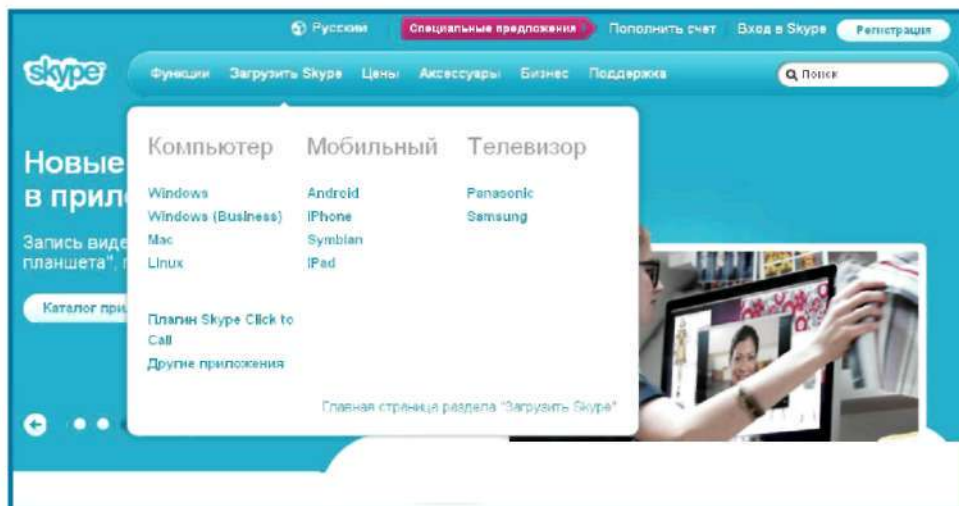 Русский
Специальные предложения
Пополнить счет
Вход в Skype
Регистрация
skype
Функции
Загрузить Skype
Цены
Аксессуары
Бизнес
Поддержка
Поиск
Новые
в прил
Запись виде
планшета",
Каталог при
Компьютер
Windows
Windows (Business)
Mac
Linux
Плагин Skype Click to
Call
Другие приложения
Мобильный
Android
iPhone
Symbian
iPad
Телевизор
Panasonic
Samsung
Главная страница раздела "Загрузить Skype"